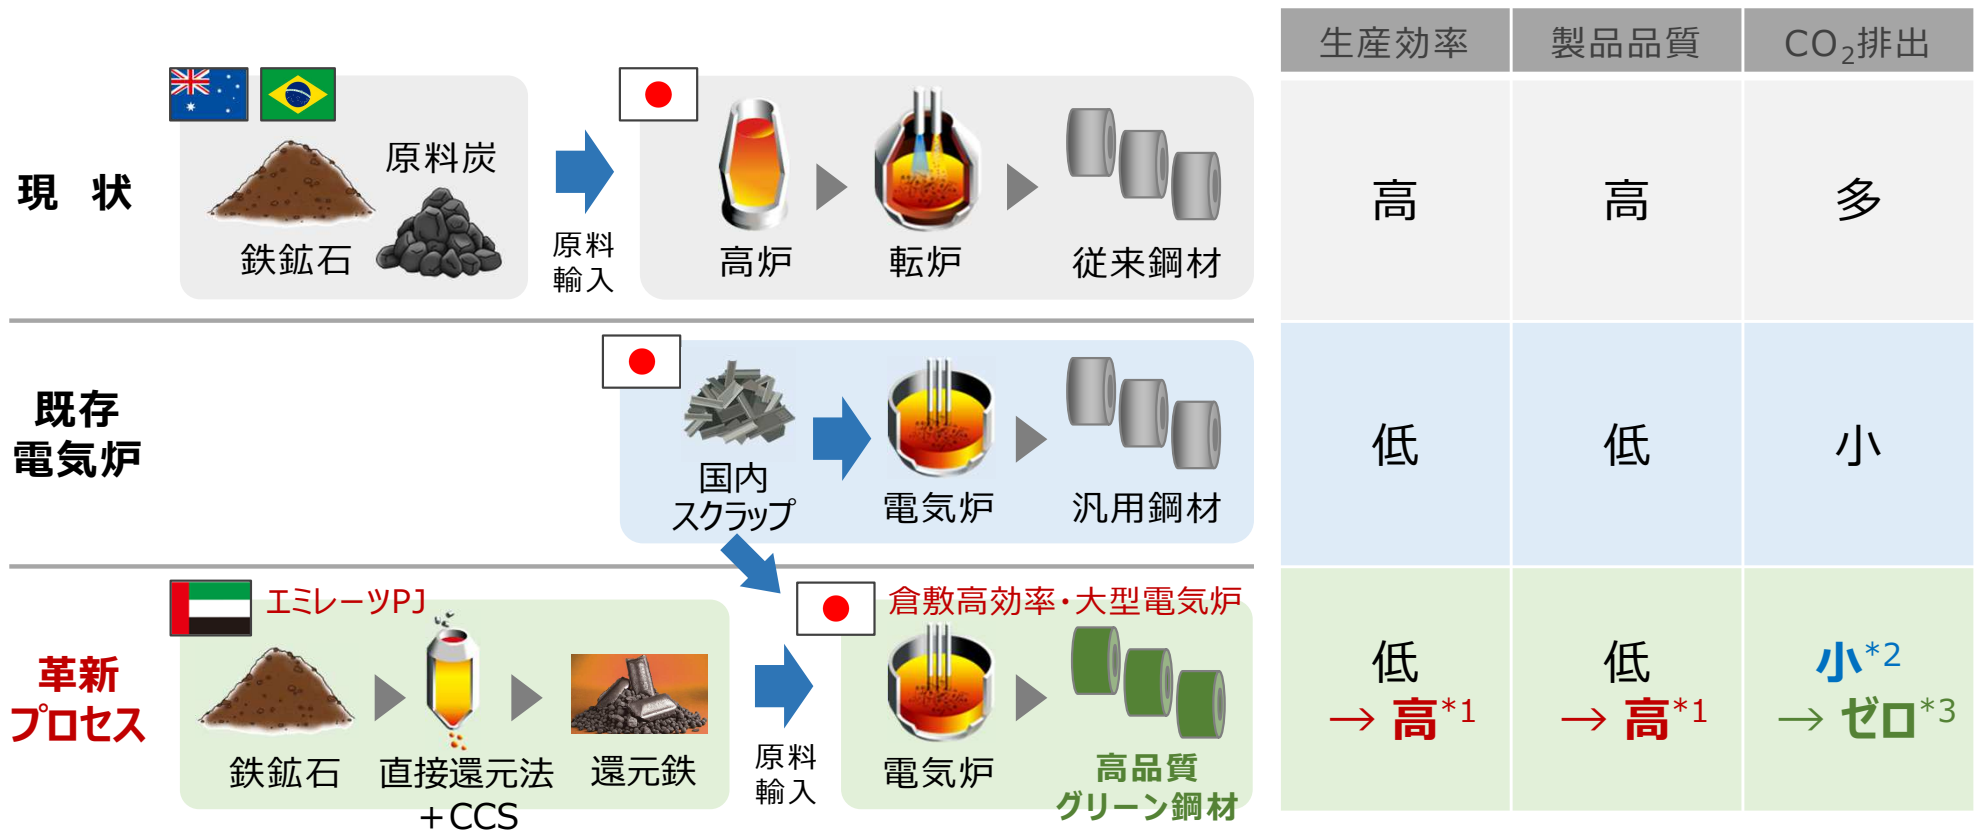 生産効率 製品品質 CO₂排出
現 状
原料炭
鉄鉱石
原料
輸入
高炉 転炉 従来鋼材
高 高 多
既存
電気炉
国内
スクラップ
電気炉 汎用鋼材
低 低 小
革新
プロセス
エミレーツPJ
鉄鉱石 直接還元法 還元鉄
+CCS
原料
輸入
倉敷高効率・大型電気炉
電気炉
高品質
グリーン鋼材
低 低 小*2
→ 高*1 → 高*1 → ゼロ*3